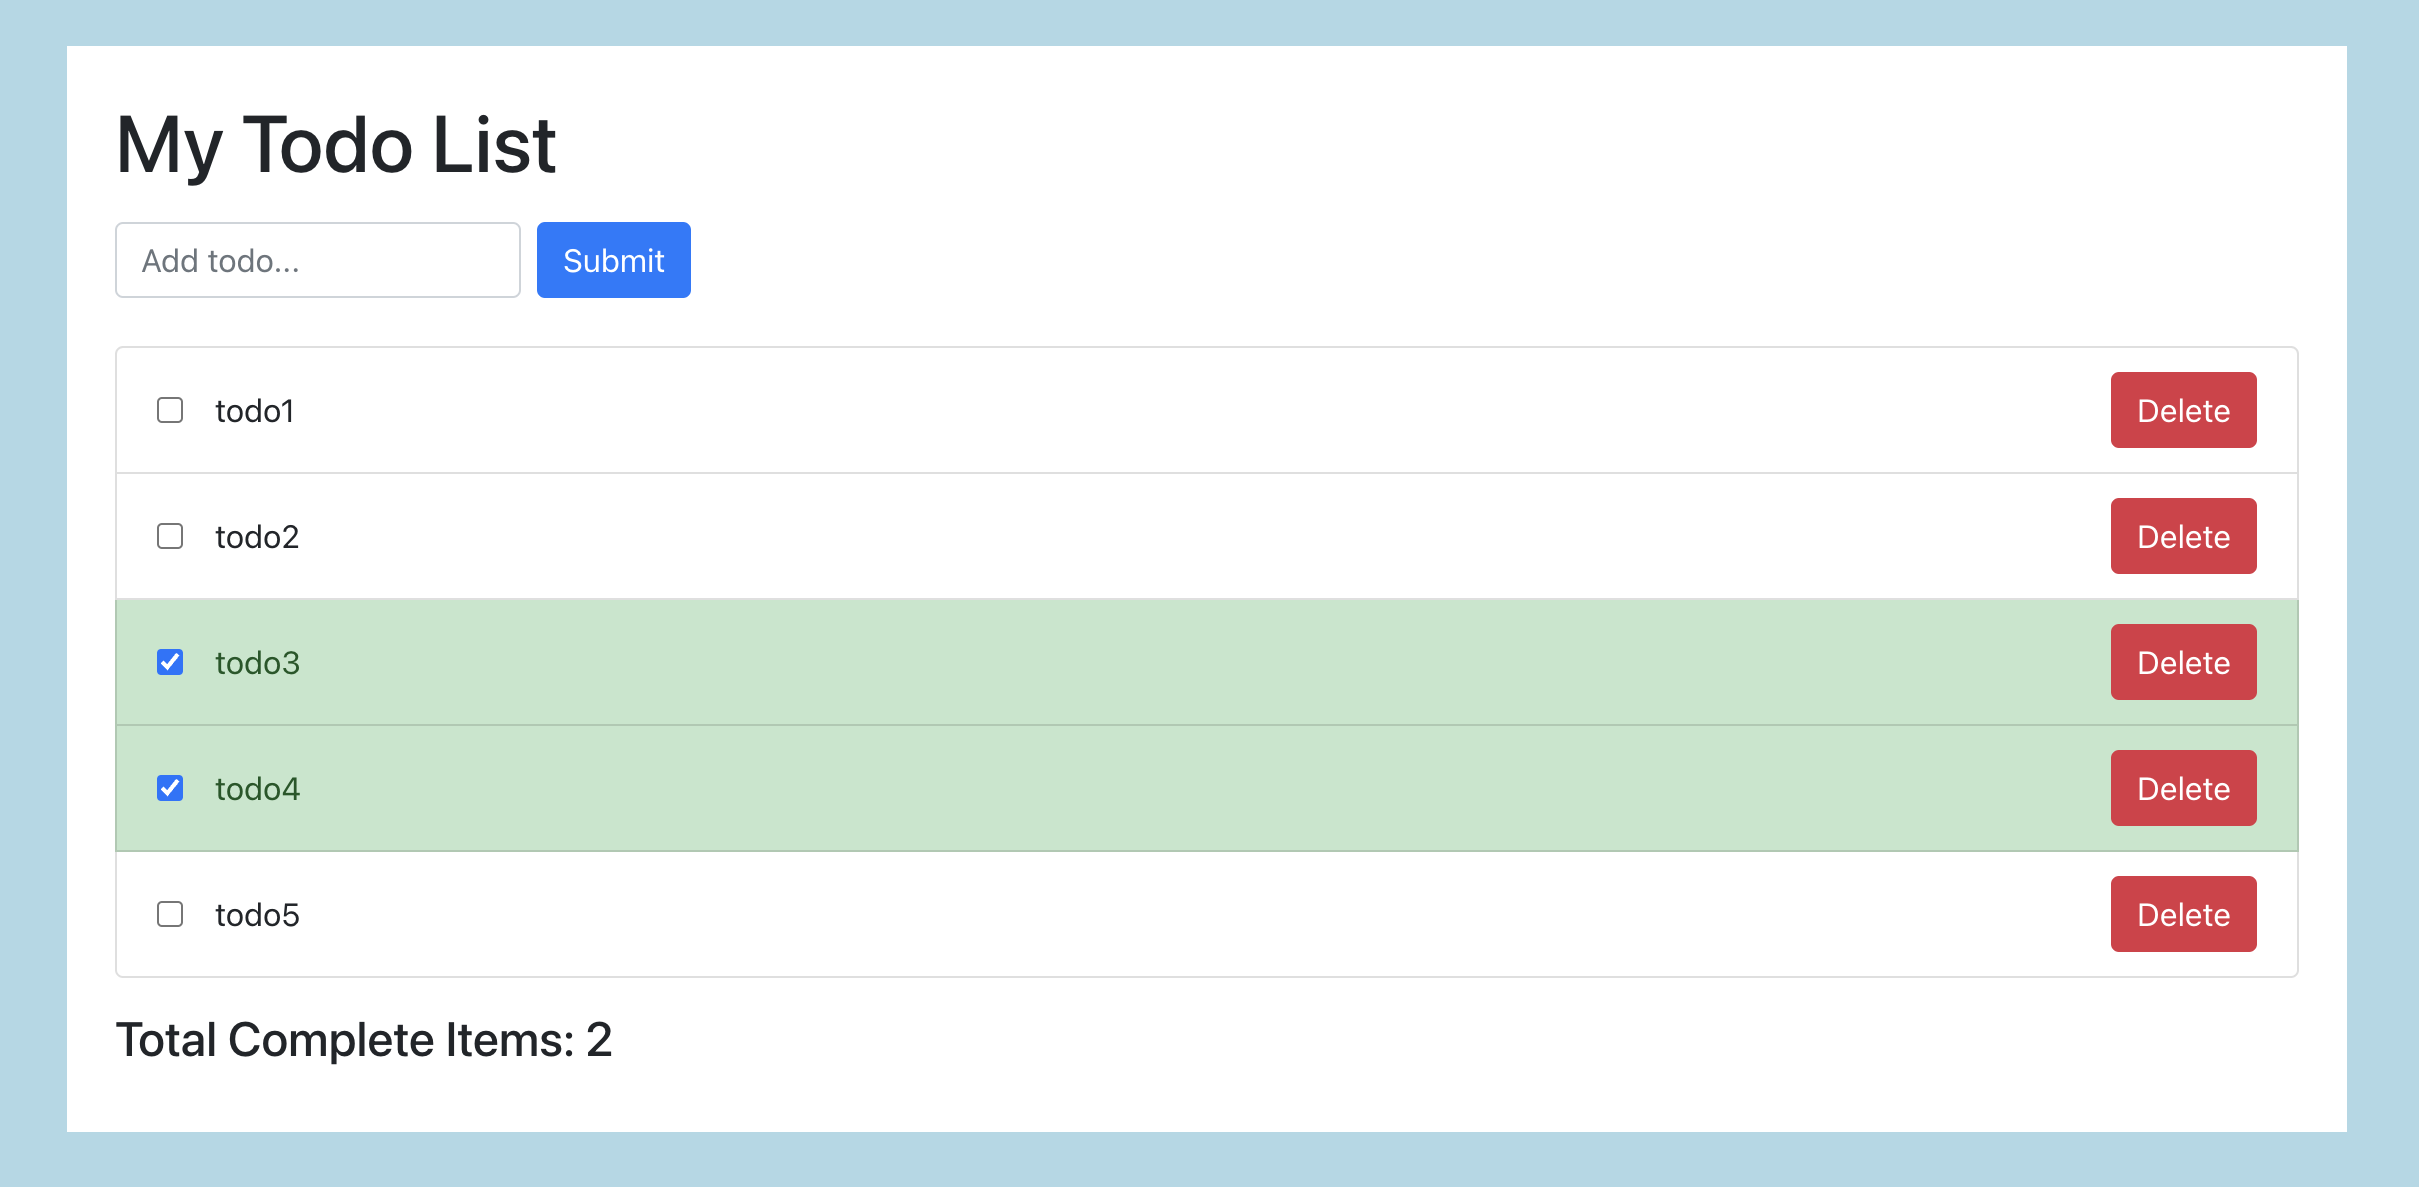 My Todo List
Add todo... Submit
todo1 Delete
todo2 Delete
todo3 Delete
todo4 Delete
todo5 Delete
Total Complete Items: 2